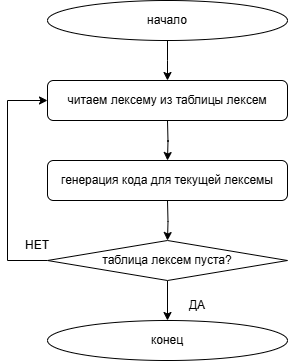 начало
читаем лексему из таблицы лексем
генерация кода для текущей лексемы
таблица лексем пуста?
НЕТ
ДА
конец